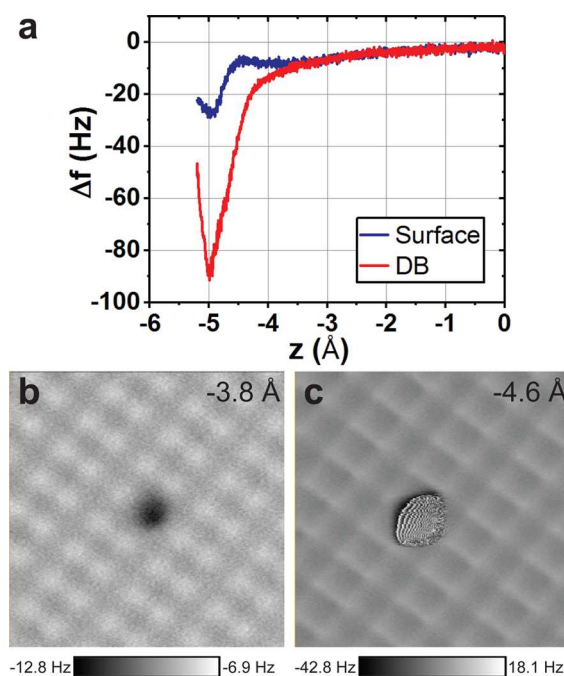 a
0
-20
-40
-60
-80
-100
Δf (Hz)
Surface
DB
-6 -5 -4 -3 -2 -1 0
z (Å)
b -3.8 Å
c -4.6 Å
-12.8 Hz -6.9 Hz
-42.8 Hz 18.1 Hz